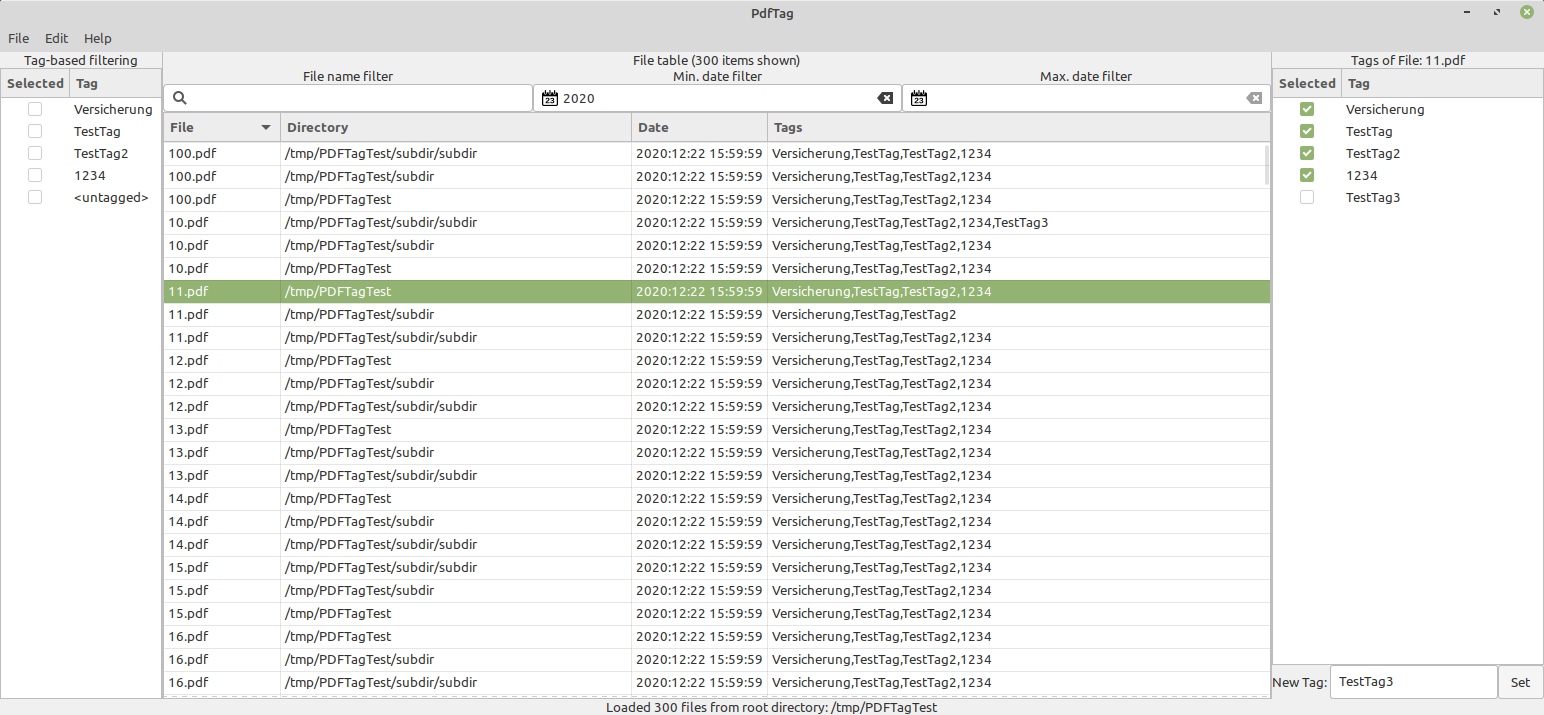 PdfTag
File Edit Help
Tag-based filtering
Selected Tag
Versicherung
TestTag
TestTag2
1234
<untagged>
File table (300 items shown)
File name filter Min. date filter Max. date filter
23 2020 23
File Directory Date Tags
100.pdf /tmp/PDFTagTest/subdir/subdir 2020:12:22 15:59:59 Versicherung,TestTag,TestTag2,1234
100.pdf /tmp/PDFTagTest/subdir 2020:12:22 15:59:59 Versicherung,TestTag,TestTag2,1234
100.pdf /tmp/PDFTagTest 2020:12:22 15:59:59 Versicherung,TestTag,TestTag2,1234
10.pdf /tmp/PDFTagTest/subdir/subdir 2020:12:22 15:59:59 Versicherung,TestTag,TestTag2,1234,TestTag3
10.pdf /tmp/PDFTagTest/subdir 2020:12:22 15:59:59 Versicherung,TestTag,TestTag2,1234
10.pdf /tmp/PDFTagTest 2020:12:22 15:59:59 Versicherung,TestTag,TestTag2,1234
11.pdf /tmp/PDFTagTest 2020:12:22 15:59:59 Versicherung,TestTag,TestTag2,1234
11.pdf /tmp/PDFTagTest/subdir 2020:12:22 15:59:59 Versicherung,TestTag,TestTag2
11.pdf /tmp/PDFTagTest/subdir/subdir 2020:12:22 15:59:59 Versicherung,TestTag,TestTag2,1234
12.pdf /tmp/PDFTagTest 2020:12:22 15:59:59 Versicherung,TestTag,TestTag2,1234
12.pdf /tmp/PDFTagTest/subdir 2020:12:22 15:59:59 Versicherung,TestTag,TestTag2,1234
12.pdf /tmp/PDFTagTest/subdir/subdir 2020:12:22 15:59:59 Versicherung,TestTag,TestTag2,1234
13.pdf /tmp/PDFTagTest 2020:12:22 15:59:59 Versicherung,TestTag,TestTag2,1234
13.pdf /tmp/PDFTagTest/subdir 2020:12:22 15:59:59 Versicherung,TestTag,TestTag2,1234
13.pdf /tmp/PDFTagTest/subdir/subdir 2020:12:22 15:59:59 Versicherung,TestTag,TestTag2,1234
14.pdf /tmp/PDFTagTest 2020:12:22 15:59:59 Versicherung,TestTag,TestTag2,1234
14.pdf /tmp/PDFTagTest/subdir 2020:12:22 15:59:59 Versicherung,TestTag,TestTag2,1234
14.pdf /tmp/PDFTagTest/subdir/subdir 2020:12:22 15:59:59 Versicherung,TestTag,TestTag2,1234
15.pdf /tmp/PDFTagTest/subdir/subdir 2020:12:22 15:59:59 Versicherung,TestTag,TestTag2,1234
15.pdf /tmp/PDFTagTest/subdir 2020:12:22 15:59:59 Versicherung,TestTag,TestTag2,1234
15.pdf /tmp/PDFTagTest 2020:12:22 15:59:59 Versicherung,TestTag,TestTag2,1234
16.pdf /tmp/PDFTagTest 2020:12:22 15:59:59 Versicherung,TestTag,TestTag2,1234
16.pdf /tmp/PDFTagTest/subdir 2020:12:22 15:59:59 Versicherung,TestTag,TestTag2,1234
16.pdf /tmp/PDFTagTest/subdir/subdir 2020:12:22 15:59:59 Versicherung,TestTag,TestTag2,1234
Tags of File: 11.pdf
Selected Tag
Versicherung
TestTag
TestTag2
1234
TestTag3
New Tag: TestTag3 Set
Loaded 300 files from root directory: /tmp/PDFTagTest